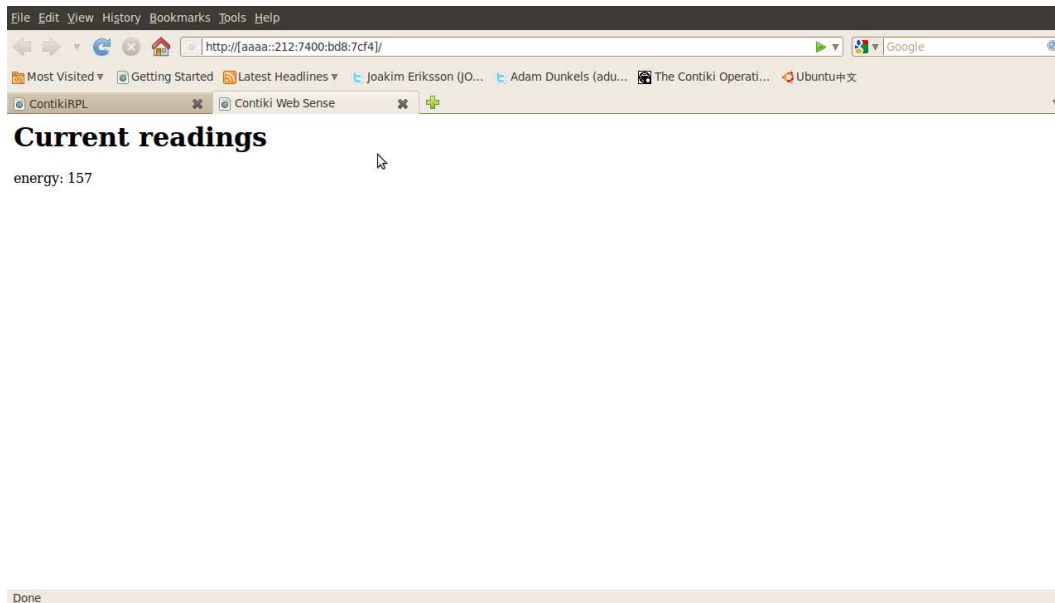 File Edit View History Bookmarks Tools Help
http://[aaaa::212:7400:bd8:7cf4]/ Google
Most Visited Getting Started Latest Headlines Joakim Eriksson (JO... Adam Dunkels (adu... The Contiki Operati... Ubuntu中文
ContikiRPL Contiki Web Sense
Current readings
energy: 157
Done